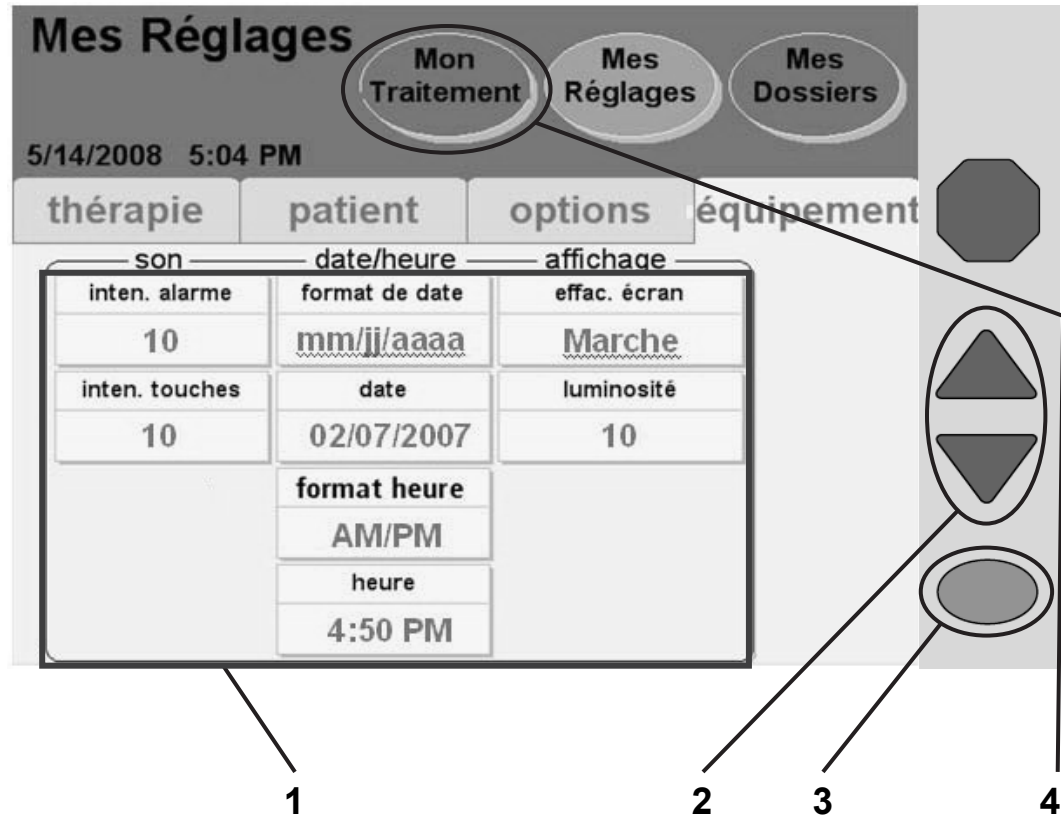 Mes Réglages
Mon
Traitement
Mes
Réglages
Mes
Dossiers
5/14/2008 5:04 PM
thérapie patient options équipement
son date/heure affichage
inten. alarme format de date effac. écran
10 mm/jj/aaaa Marche
inten. touches date luminosité
10 02/07/2007 10
format heure
AM/PM
heure
4:50 PM
1 2 3 4